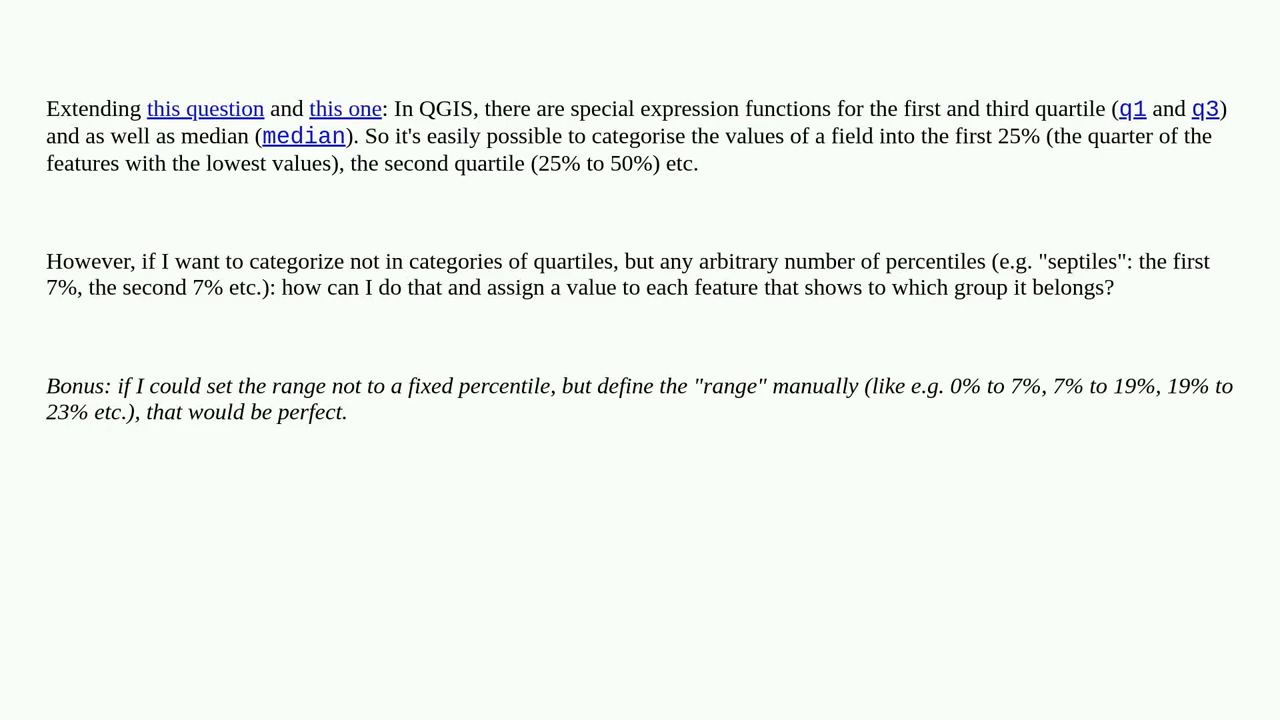 Extending this question and this one: In QGIS, there are special expression functions for the first and third quartile (q1 and q3)
and as well as median (median). So it's easily possible to categorise the values of a field into the first 25% (the quarter of the
features with the lowest values), the second quartile (25% to 50%) etc.
However, if I want to categorize not in categories of quartiles, but any arbitrary number of percentiles (e.g. "septiles": the first
7%, the second 7% etc.): how can I do that and assign a value to each feature that shows to which group it belongs?
Bonus: if I could set the range not to a fixed percentile, but define the "range" manually (like e.g. 0% to 7%, 7% to 19%, 19% to
23% etc.), that would be perfect.